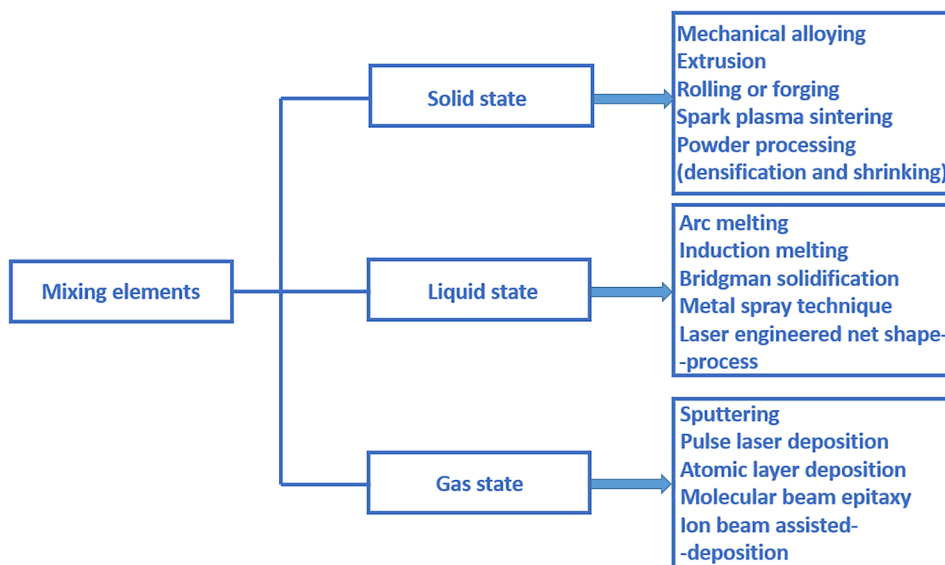 Mixing elements
Solid state
Mechanical alloying
Extrusion
Rolling or forging
Spark plasma sintering
Powder processing
(densification and shrinking)
Liquid state
Arc melting
Induction melting
Bridgman solidification
Metal spray technique
Laser engineered net shape-
-process
Gas state
Sputtering
Pulse laser deposition
Atomic layer deposition
Molecular beam epitaxy
Ion beam assisted-
-deposition